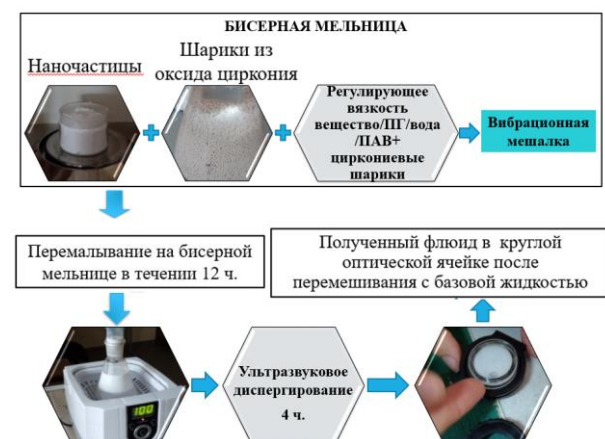 БИСЕРНАЯ МЕЛЬНИЦА
Наночастицы
Шарики из
оксида циркония
Регулирующее
вязкость
вещество/ПГ/вода
/ПАВ+
циркониевые
шарики
Вибрационная
мешалка
Перемалывание на бисерной
мельнице в течении 12 ч.
Полученный флюид в круглой
оптической ячейке после
перемешивания с базовой жидкостью
100
Ультразвуковое
диспергирование
4 ч.